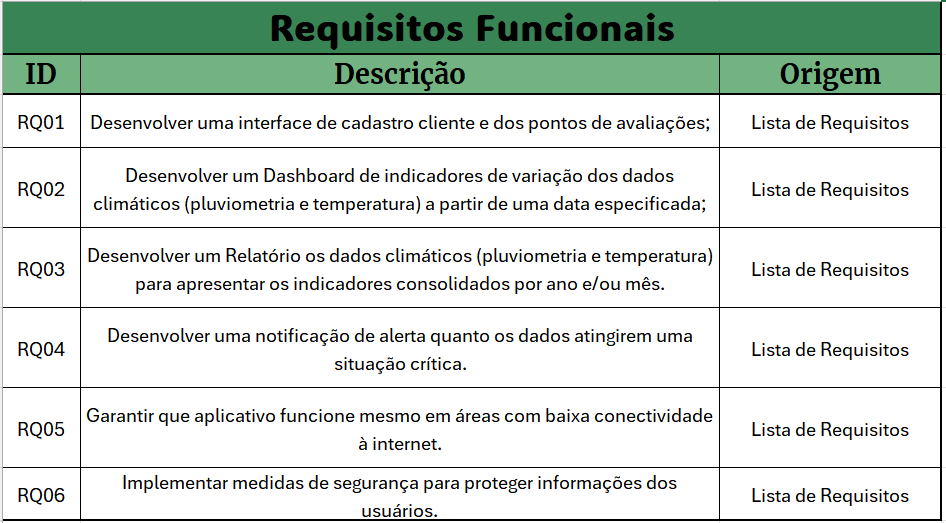 Requisitos Funcionais
ID Descrição Origem
RQ01 Desenvolver uma interface de cadastro cliente e dos pontos de avaliações; Lista de Requisitos
RQ02 Desenvolver um Dashboard de indicadores de variação dos dados
climáticos (pluviometria e temperatura) a partir de uma data especificada; Lista de Requisitos
RQ03 Desenvolver um Relatório os dados climáticos (pluviometria e temperatura)
para apresentar os indicadores consolidados por ano e/ou mês. Lista de Requisitos
RQ04 Desenvolver uma notificação de alerta quanto os dados atingirem uma
situação crítica. Lista de Requisitos
RQ05 Garantir que aplicativo funcione mesmo em áreas com baixa conectividade
à internet. Lista de Requisitos
RQ06 Implementar medidas de segurança para proteger informações dos
usuários. Lista de Requisitos